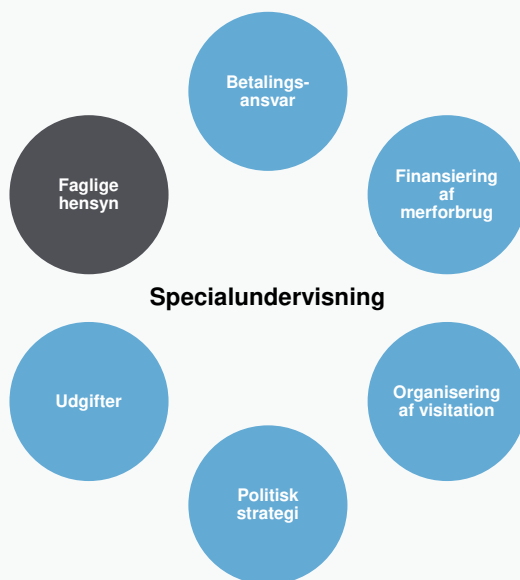 Betalings-
ansvar
Faglige
hensyn
Finansiering
af
merforbrug
Specialundervisning
Udgifter
Organisering
af visitation
Politisk
strategi